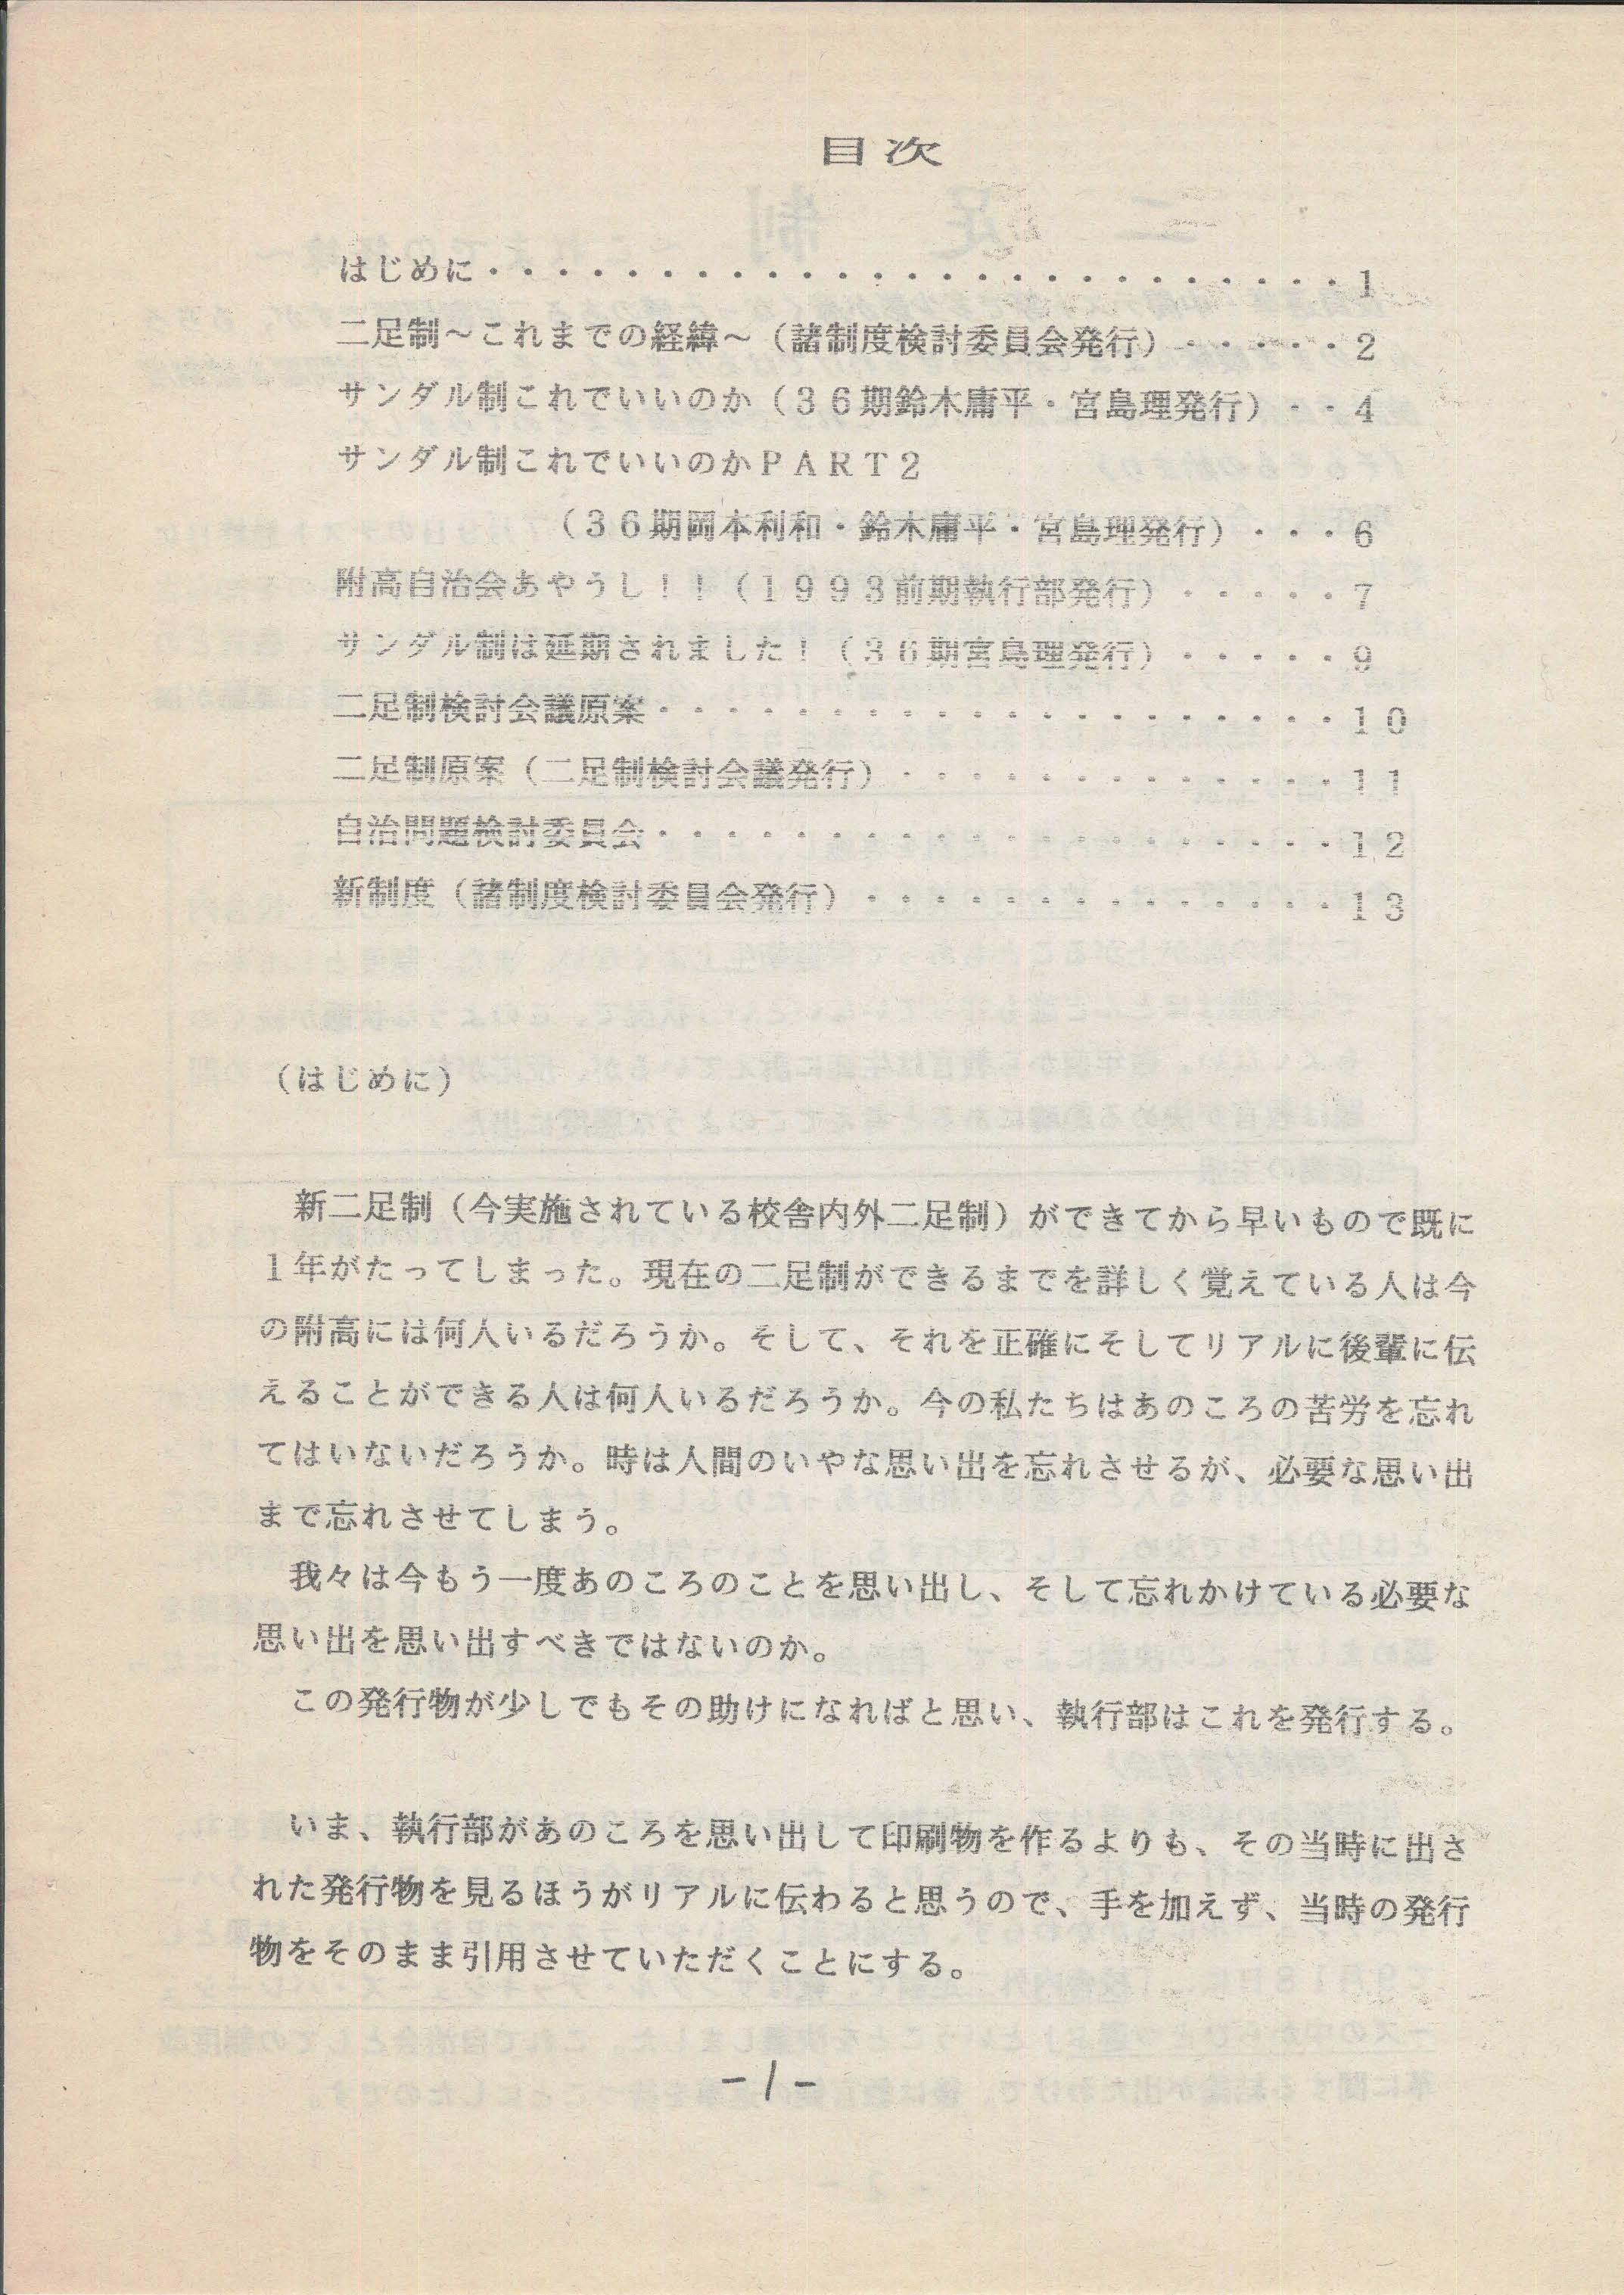 目次
はじめに・・・・・・・・・・・・・・・・・・・・・・・・・１
二足制～これまでの経緯～（諸制度検討委員会発行）・・・・・２
サンダル制これでいいのか（３６期鈴木庸平・宮島理発行）・・４
サンダル制これでいいのかＰＡＲＴ２
（３６期岡本利和・鈴木庸平・宮島理発行）・・・６
附高自治会あやうし！！（１９９３前期執行部発行）・・・・・７
サンダル制は延期されました！（３６期宮島理発行）・・・・・９
二足制検討会議原案・・・・・・・・・・・・・・・・・・・・１０
二足制原案（二足制検討会議発行）・・・・・・・・・・・・・１１
自治問題検討委員会・・・・・・・・・・・・・・・・・・・・１２
新制度（諸制度検討委員会発行）・・・・・・・・・・・・・・１３
（はじめに）
新二足制（今実施されている校舎内外二足制）ができてから早いもので既に
１年がたってしまった。現在の二足制ができるまでを詳しく覚えている人は今
の附高には何人いるだろうか。そして、それを正確にそしてリアルに後輩に伝
えることができる人は何人いるだろうか。今の私たちはあのころの苦労を忘れ
てはいないだろうか。時は人間のいやな思い出を忘れさせるが、必要な思い出
まで忘れさせてしまう。
我々は今もう一度あのころのことを思い出し、そして忘れかけている必要な
思い出を思い出すべきではないのか。
この発行物が少しでもその助けになればと思い、執行部はこれを発行する。
いま、執行部があのころを思い出して印刷物を作るよりも、その当時に出さ
れた発行物を見るほうがリアルに伝わると思うので、手を加えず、当時の発行
物をそのまま引用させていただくことにする。
－1－